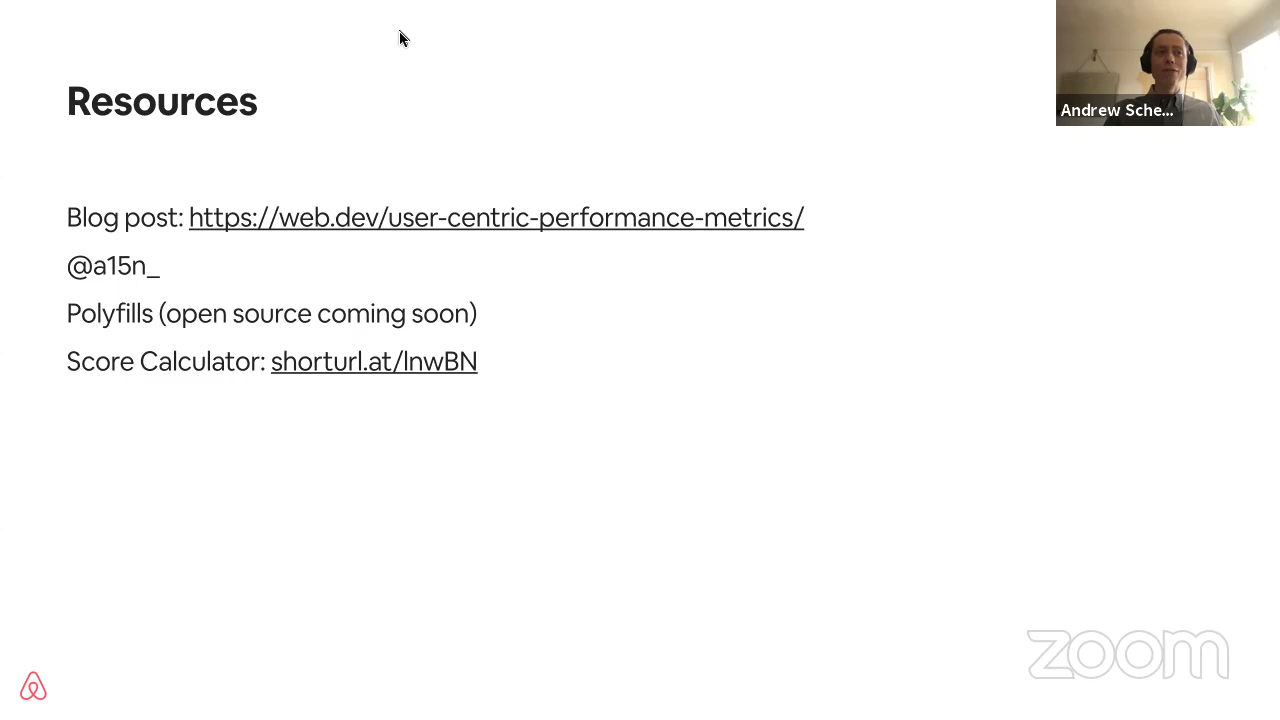 Resources
Andrew Sche...
Blog post: https://web.dev/user-centric-performance-metrics/
@a15n_
Polyfills (open source coming soon)
Score Calculator: shorturl.at/lnwBN
zoom